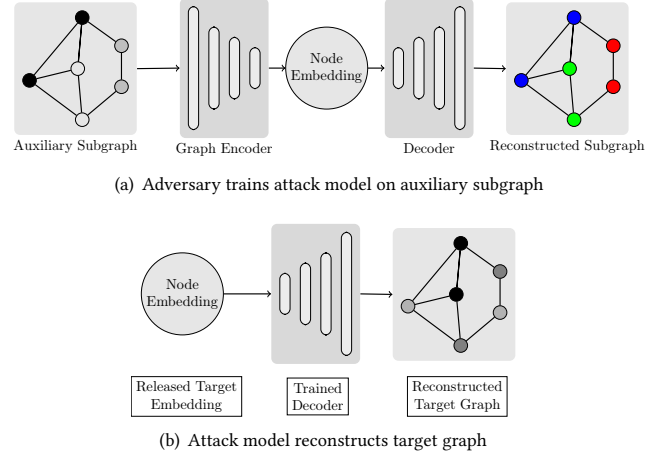 Node
Embedding
Auxiliary Subgraph
Graph Encoder
Decoder
Reconstructed Subgraph
(a) Adversary trains attack model on auxiliary subgraph
Node
Embedding
Released Target
Embedding
Trained
Decoder
Reconstructed
Target Graph
(b) Attack model reconstructs target graph